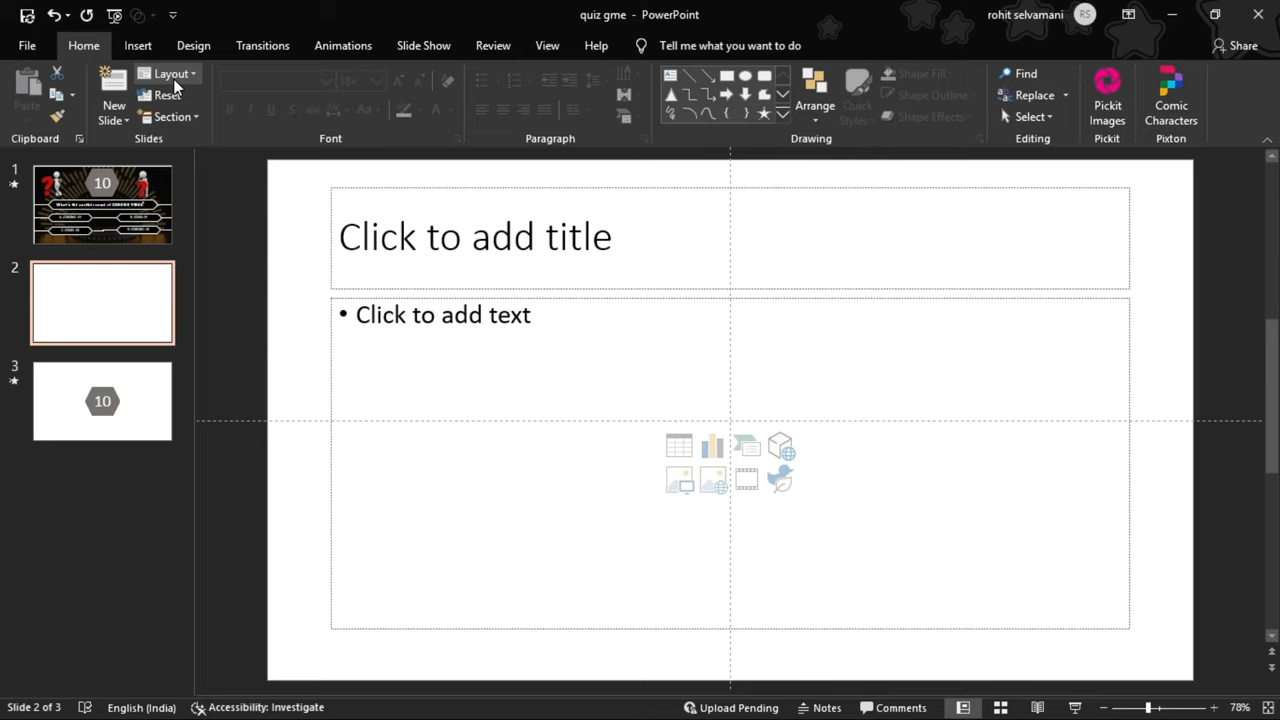 quiz gme - PowerPoint
rohit selvamani RS
File Home Insert Design Transitions Animations Slide Show Review View Help Tell me what you want to do Share
Paste
New Slide
Layout
Reset
Section
18+
Aa
Arrange
Quick Styles
Shape Fill
Shape Outline
Shape Effects
Find
Replace
Select
Pickit Images
Comic Characters
Clipboard Slides Font Paragraph Drawing Editing Pickit Pixton
1
10
2
3
10
Click to add title
• Click to add text
Slide 2 of 3 English (India) Accessibility: Investigate Upload Pending Notes Comments 78%